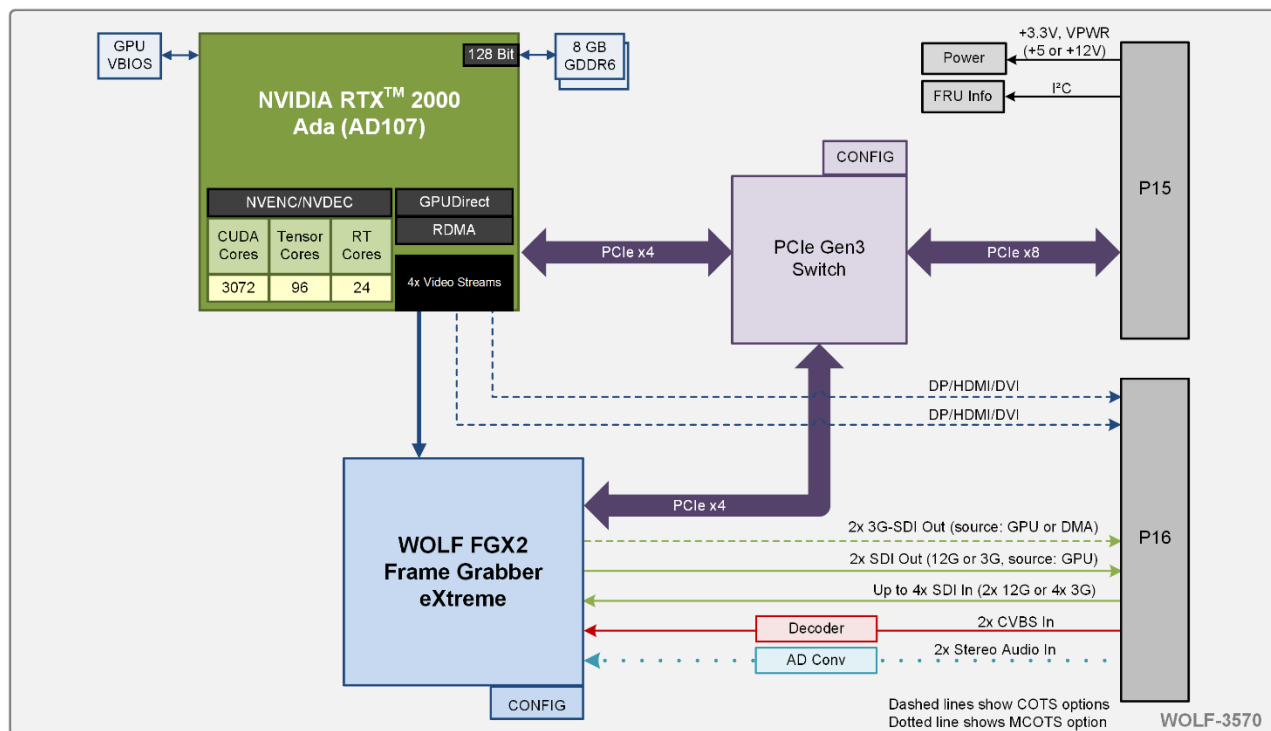 GPU
VBIOS
128 Bit
8 GB
GDDR6
NVIDIA RTX™ 2000
Ada (AD107)
NVENC/NVDEC
CUDA
Cores
Tensor
Cores
RT
Cores
3072
96
24
GPUDirect
RDMA
4x Video Streams
+3.3V, VPWR
(+5 or +12V)
Power
FRU Info
I²C
P15
CONFIG
PCIe Gen3
Switch
PCIe x4
PCIe x8
DP/HDMI/DVI
DP/HDMI/DVI
PCIe x4
WOLF FGX2
Frame Grabber
eXtreme
CONFIG
2x 3G-SDI Out (source: GPU or DMA)
2x SDI Out (12G or 3G, source: GPU)
Up to 4x SDI In (2x 12G or 4x 3G)
Decoder
2x CVBS In
AD Conv
2x Stereo Audio In
P16
Dashed lines show COTS options
Dotted line shows MCOTS option
WOLF-3570